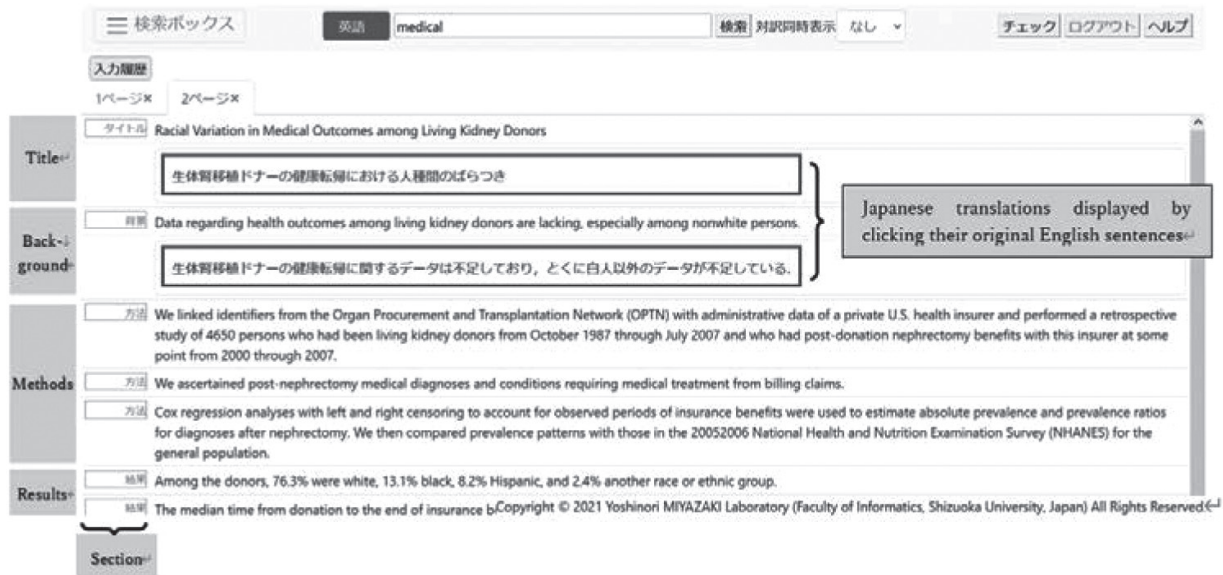 ☰ 検索ボックス 英語 medical 検索 対訳同時表示 なし チェック ログアウト ヘルプ
入力履歴
1ページ× 2ページ×
Title↵
タイトル Racial Variation in Medical Outcomes among Living Kidney Donors
生体腎移植ドナーの健康転帰における人種間のばらつき
Japanese translations displayed by
clicking their original English sentences↵
Back-↓
ground↵
背景 Data regarding health outcomes among living kidney donors are lacking, especially among nonwhite persons.
生体腎移植ドナーの健康転帰に関するデータは不足しており，とくに白人以外のデータが不足している.
Methods
方法 We linked identifiers from the Organ Procurement and Transplantation Network (OPTN) with administrative data of a private U.S. health insurer and performed a retrospective
study of 4650 persons who had been living kidney donors from October 1987 through July 2007 and who had post-donation nephrectomy benefits with this insurer at some
point from 2000 through 2007.
方法 We ascertained post-nephrectomy medical diagnoses and conditions requiring medical treatment from billing claims.
方法 Cox regression analyses with left and right censoring to account for observed periods of insurance benefits were used to estimate absolute prevalence and prevalence ratios
for diagnoses after nephrectomy. We then compared prevalence patterns with those in the 20052006 National Health and Nutrition Examination Survey (NHANES) for the
general population.
Results↵
結果 Among the donors, 76.3% were white, 13.1% black, 8.2% Hispanic, and 2.4% another race or ethnic group.
結果 The median time from donation to the end of insurance b
Copyright © 2021 Yoshinori MIYAZAKI Laboratory (Faculty of Informatics, Shizuoka University, Japan) All Rights Reserved.↵
Section↵